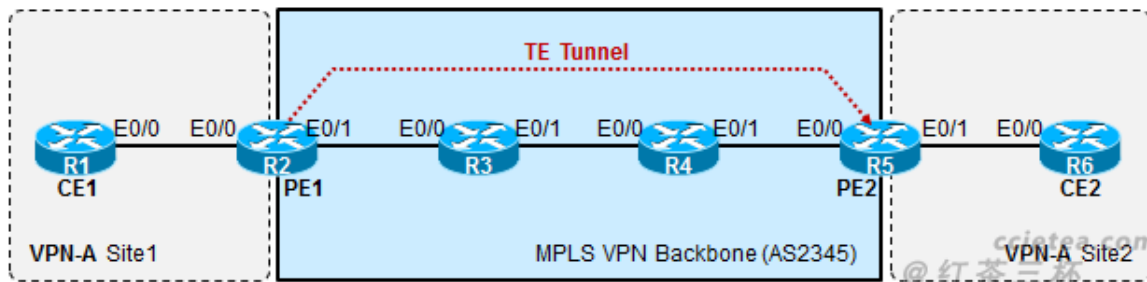 TE Tunnel
E0/0 E0/0 E0/1 E0/0 E0/1 E0/0 E0/1 E0/0 E0/1 E0/0
R1 R2 R3 R4 R5 R6
CE1 PE1 PE2 CE2
VPN-A Site1 MPLS VPN Backbone (AS2345) VPN-A Site2
ccietea.com
@红茶三杯